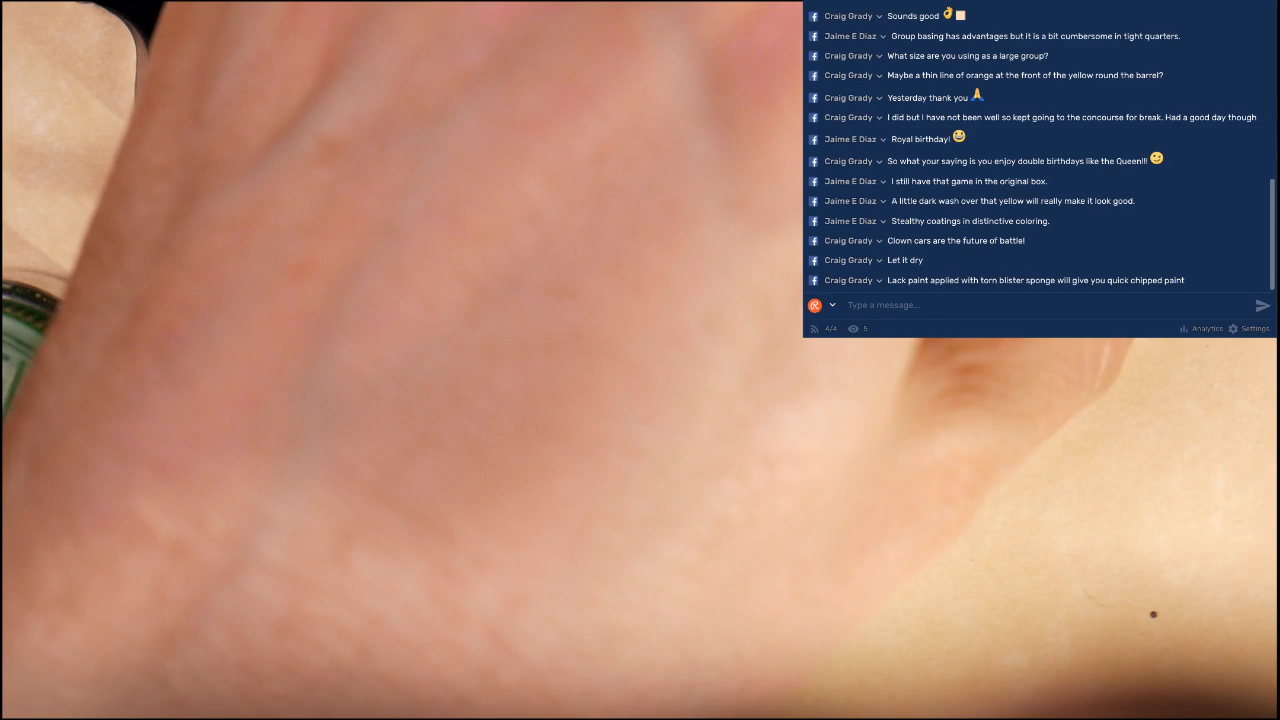 Craig Grady Sounds good 👌🏻
Jaime E Diaz Group basing has advantages but it is a bit cumbersome in tight quarters.
Craig Grady What size are you using as a large group?
Craig Grady Maybe a thin line of orange at the front of the yellow round the barrel?
Craig Grady Yesterday thank you 🙏
Craig Grady I did but I have not been well so kept going to the concourse for break. Had a good day though
Jaime E Diaz Royal birthday! 😀
Craig Grady So what your saying is you enjoy double birthdays like the Queen!!! 😉
Jaime E Diaz I still have that game in the original box.
Jaime E Diaz A little dark wash over that yellow will really make it look good.
Jaime E Diaz Stealthy coatings in distinctive coloring.
Craig Grady Clown cars are the future of battle!
Craig Grady Let it dry
Craig Grady Lack paint applied with torn blister sponge will give you quick chipped paint
Type a message...
4/4 5 Analytics Settings